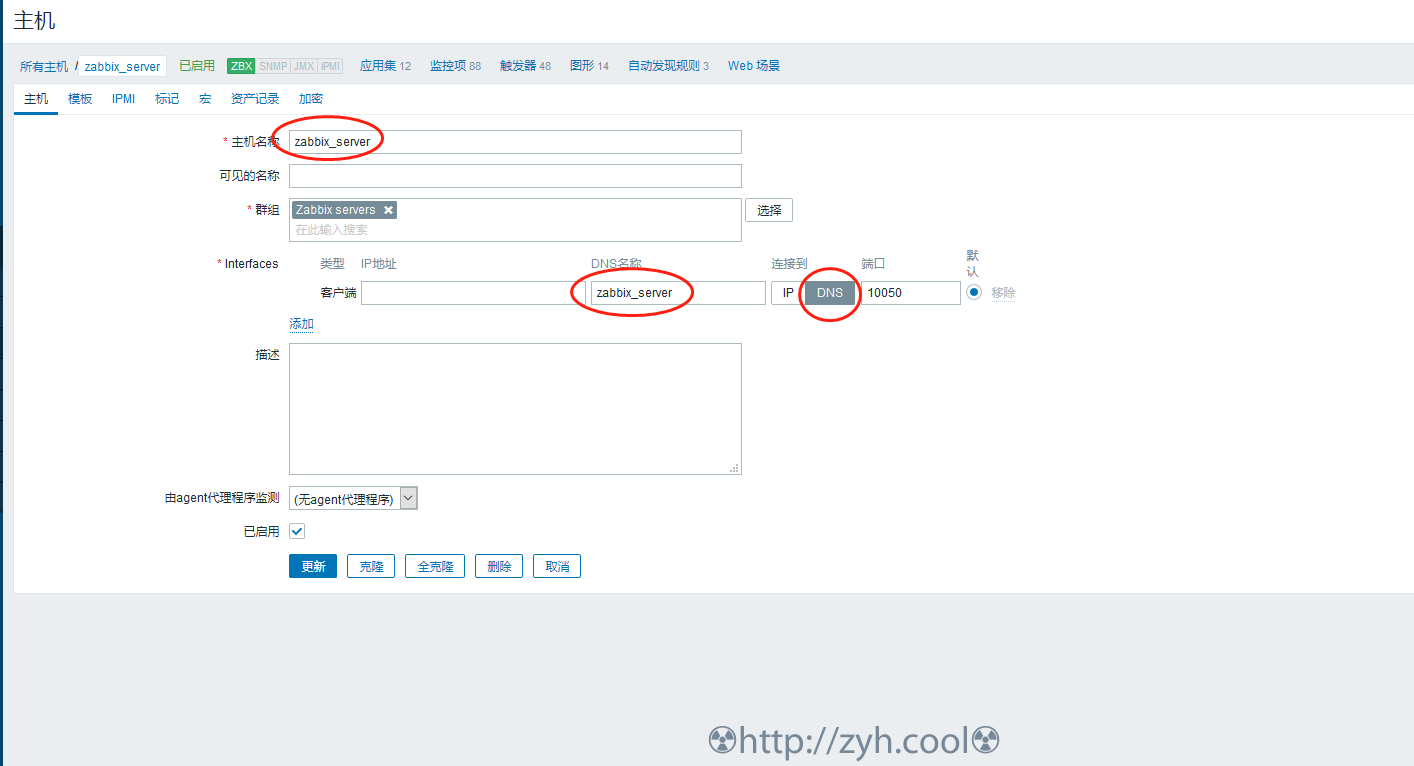 主机
所有主机 / zabbix_server 已启用 ZBX SNMP JMX IPMI 应用集 12 监控项 88 触发器 48 图形 14 自动发现规则 3 Web 场景
主机 模板 IPMI 标记 宏 资产记录 加密
* 主机名称 zabbix_server
可见的名称
* 群组 Zabbix servers 选择
在此输入搜索
* Interfaces 类型 IP地址 DNS名称 连接到 端口 默认
客户端 zabbix_server IP DNS 10050 移除
添加
描述
由agent代理程序监测 (无agent代理程序)
已启用
更新 克隆 全克隆 删除 取消
☢http://zyh.cool☢